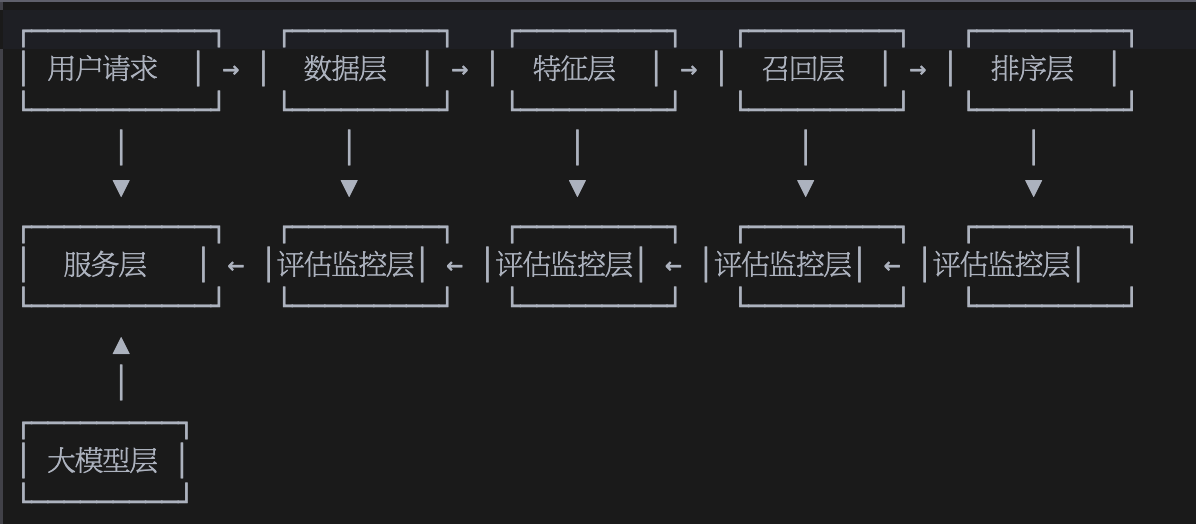 用户请求 → 数据层 → 特征层 → 召回层 → 排序层
服务层 ← 评估监控层 ← 评估监控层 ← 评估监控层 ← 评估监控层
大模型层